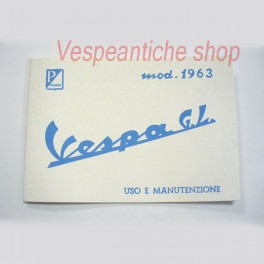 Vespeantiche shop
P
mod. 1963
Vespa G.L.
USO E MANUTENZIONE